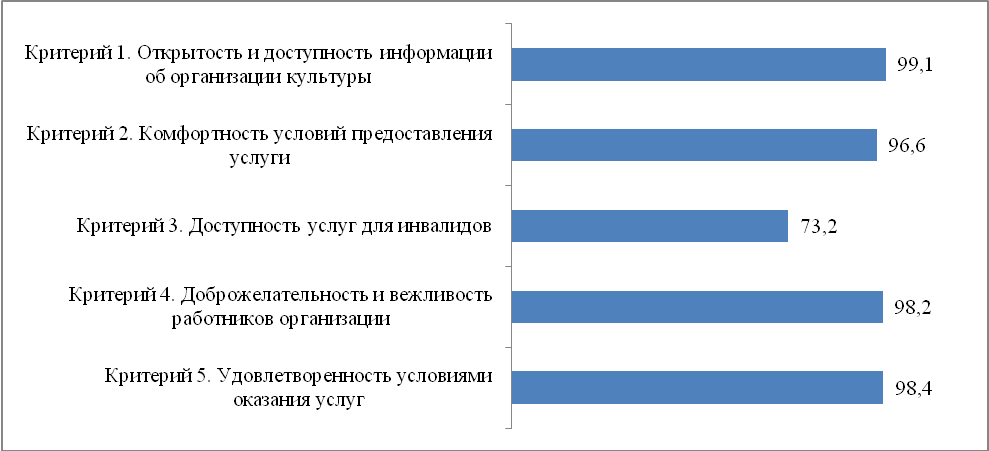 Критерий 1. Открытость и доступность информации
об организации культуры
99,1
Критерий 2. Комфортность условий предоставления
услуги
96,6
Критерий 3. Доступность услуг для инвалидов
73,2
Критерий 4. Доброжелательность и вежливость
работников организации
98,2
Критерий 5. Удовлетворенность условиями
оказания услуг
98,4